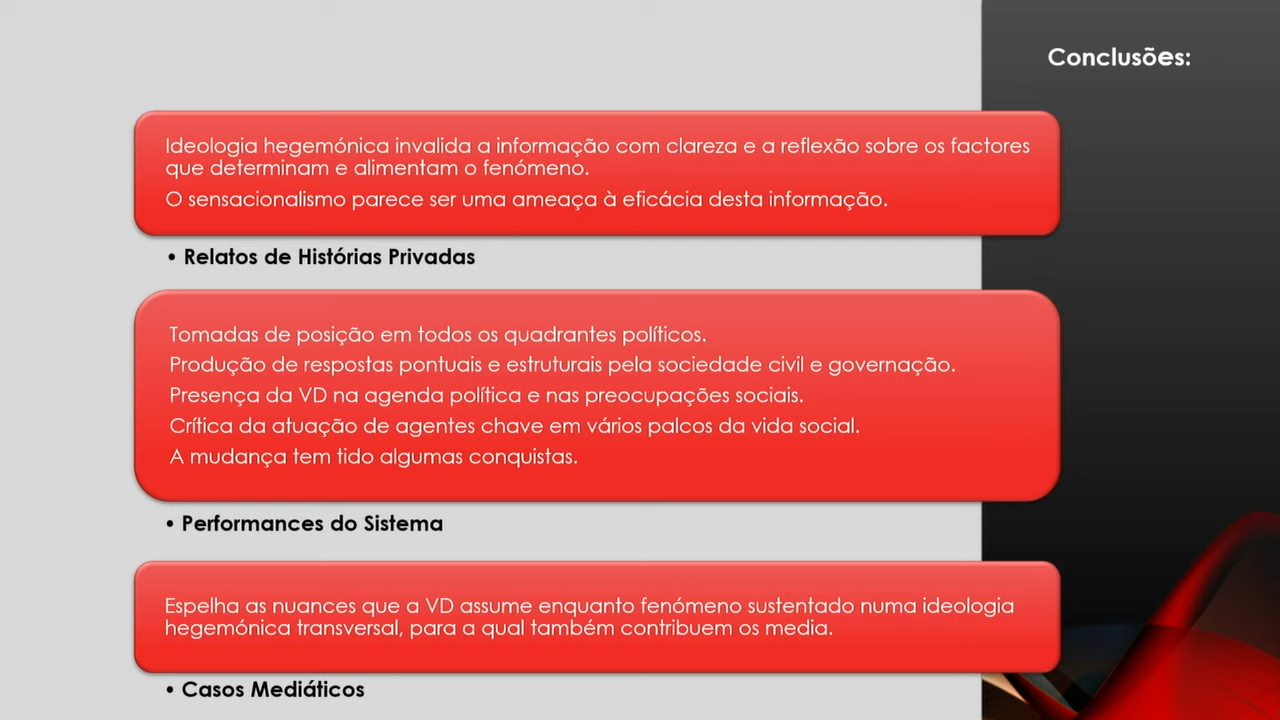 Conclusões:
Ideologia hegemónica invalida a informação com clareza e a reflexão sobre os factores
que determinam e alimentam o fenómeno.
O sensacionalismo parece ser uma ameaça à eficácia desta informação.
• Relatos de Histórias Privadas
Tomadas de posição em todos os quadrantes políticos.
Produção de respostas pontuais e estruturais pela sociedade civil e governação.
Presença da VD na agenda política e nas preocupações sociais.
Crítica da atuação de agentes chave em vários palcos da vida social.
A mudança tem tido algumas conquistas.
• Performances do Sistema
Espelha as nuances que a VD assume enquanto fenómeno sustentado numa ideologia
hegemónica transversal, para a qual também contribuem os media.
• Casos Mediáticos